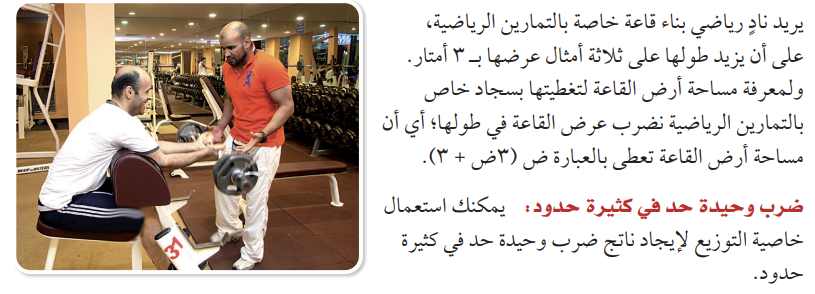 يريد نادٍ رياضي بناء قاعة خاصة بالتمارين الرياضية،
على أن يزيد طولها على ثلاثة أمثال عرضها بـ ٣ أمتار.
ولمعرفة مساحة أرض القاعة لتغطيتها بسجاد خاص
بالتمارين الرياضية نضرب عرض القاعة في طولها؛ أي أن
مساحة أرض القاعة تعطى بالعبارة ض (٣ض + ٣).
ضرب وحيدة حد في كثيرة حدود: يمكنك استعمال
خاصية التوزيع لإيجاد ناتج ضرب وحيدة حد في كثيرة
حدود.
31